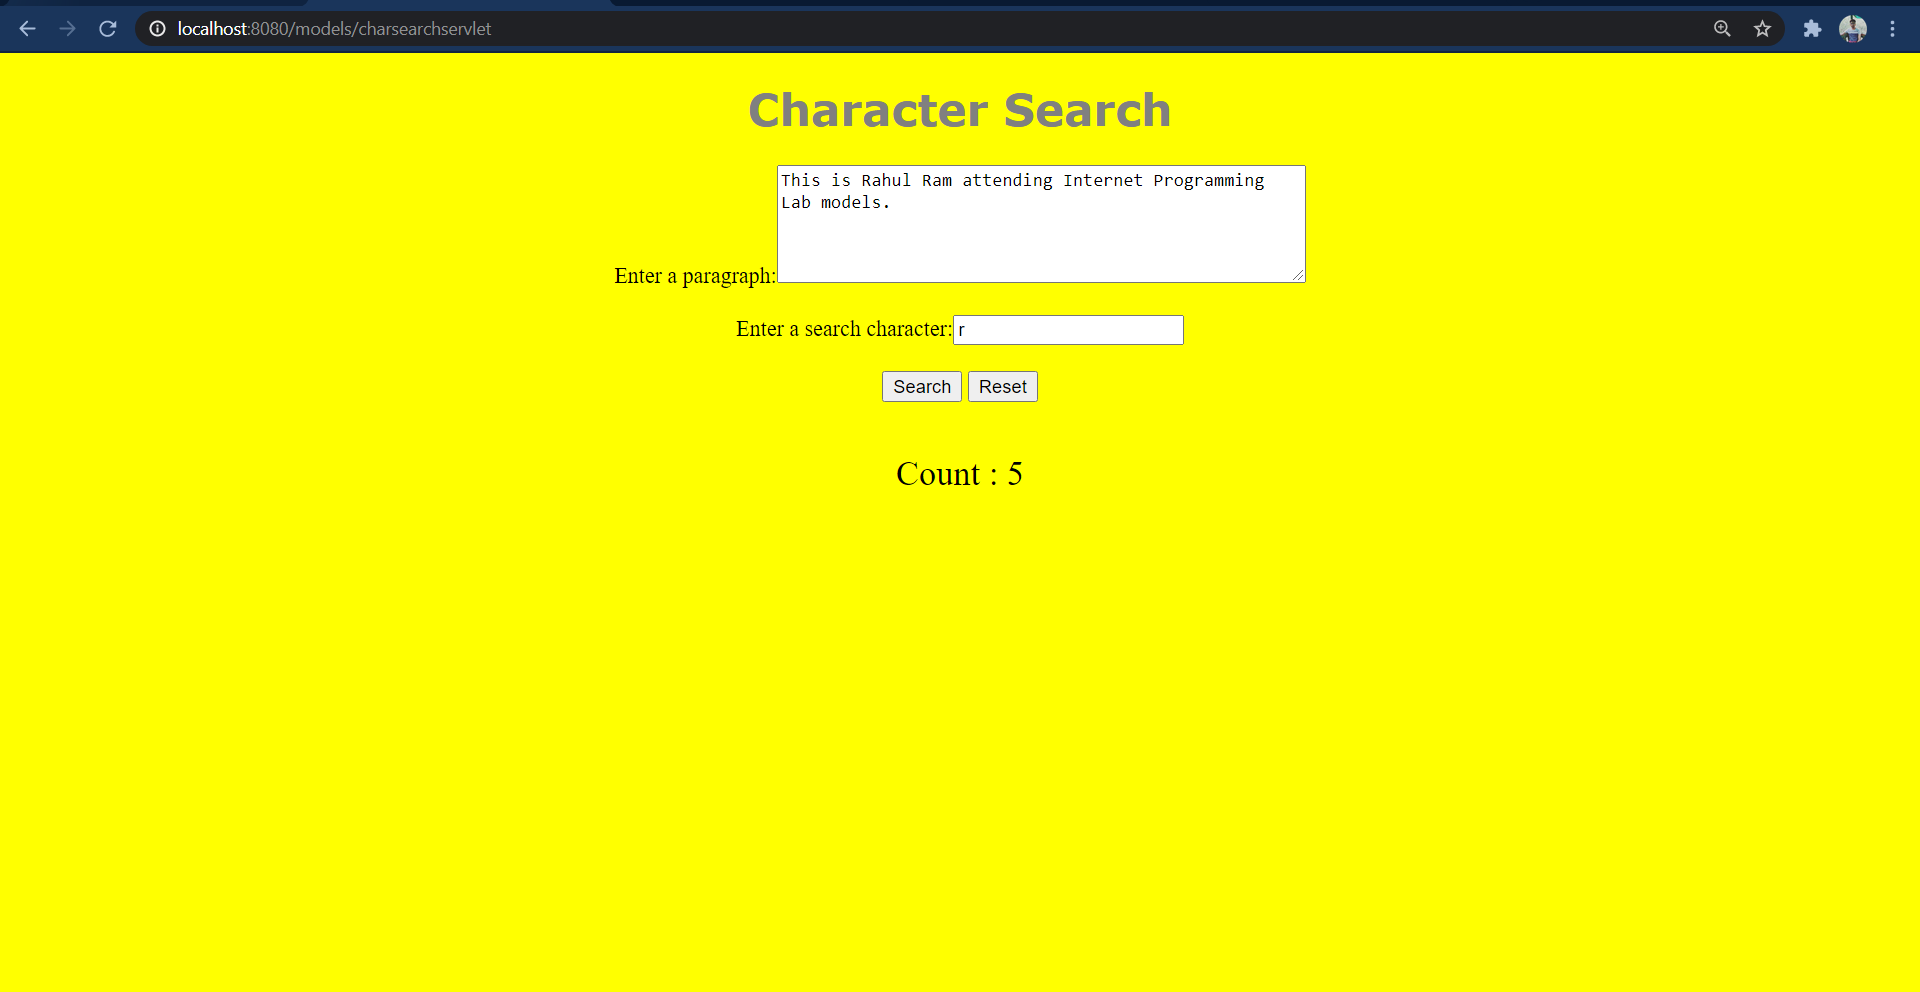 localhost:8080/models/charsearchservlet
Character Search
This is Rahul Ram attending Internet Programming
Lab models.
Enter a paragraph:
Enter a search character: r
Search Reset
Count : 5